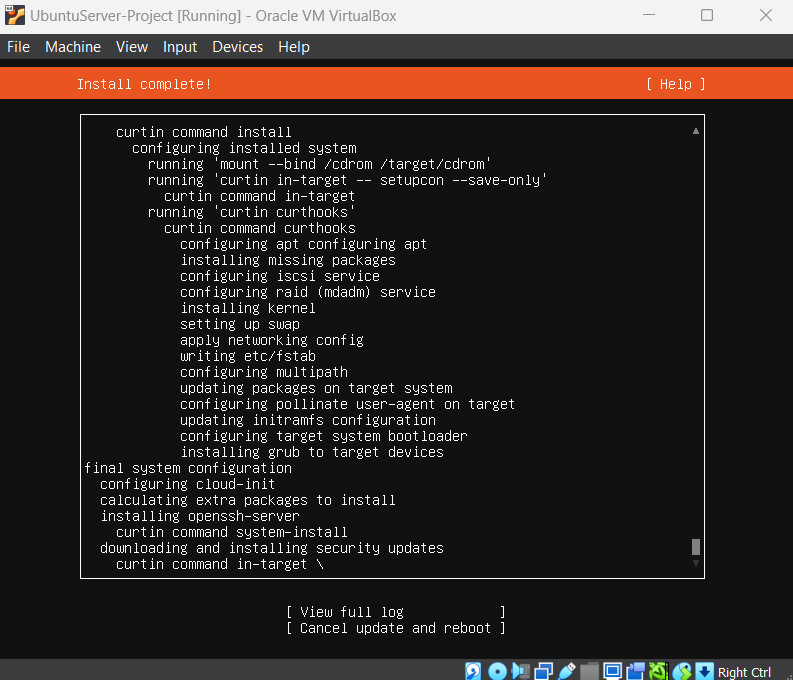 UbuntuServer-Project [Running] - Oracle VM VirtualBox
File Machine View Input Devices Help
Install complete! [ Help ]
curtin command install
configuring installed system
running 'mount --bind /cdrom /target/cdrom'
running 'curtin in-target -- setupcon --save-only'
curtin command in-target
running 'curtin curthooks'
curtin command curthooks
configuring apt configuring apt
installing missing packages
configuring iscsi service
configuring raid (mdadm) service
installing kernel
setting up swap
apply networking config
writing etc/fstab
configuring multipath
updating packages on target system
configuring pollinate user-agent on target
updating initramfs configuration
configuring target system bootloader
installing grub to target devices
final system configuration
configuring cloud-init
calculating extra packages to install
installing openssh-server
curtin command system-install
downloading and installing security updates
curtin command in-target \
[ View full log ]
[ Cancel update and reboot ]
Right Ctrl